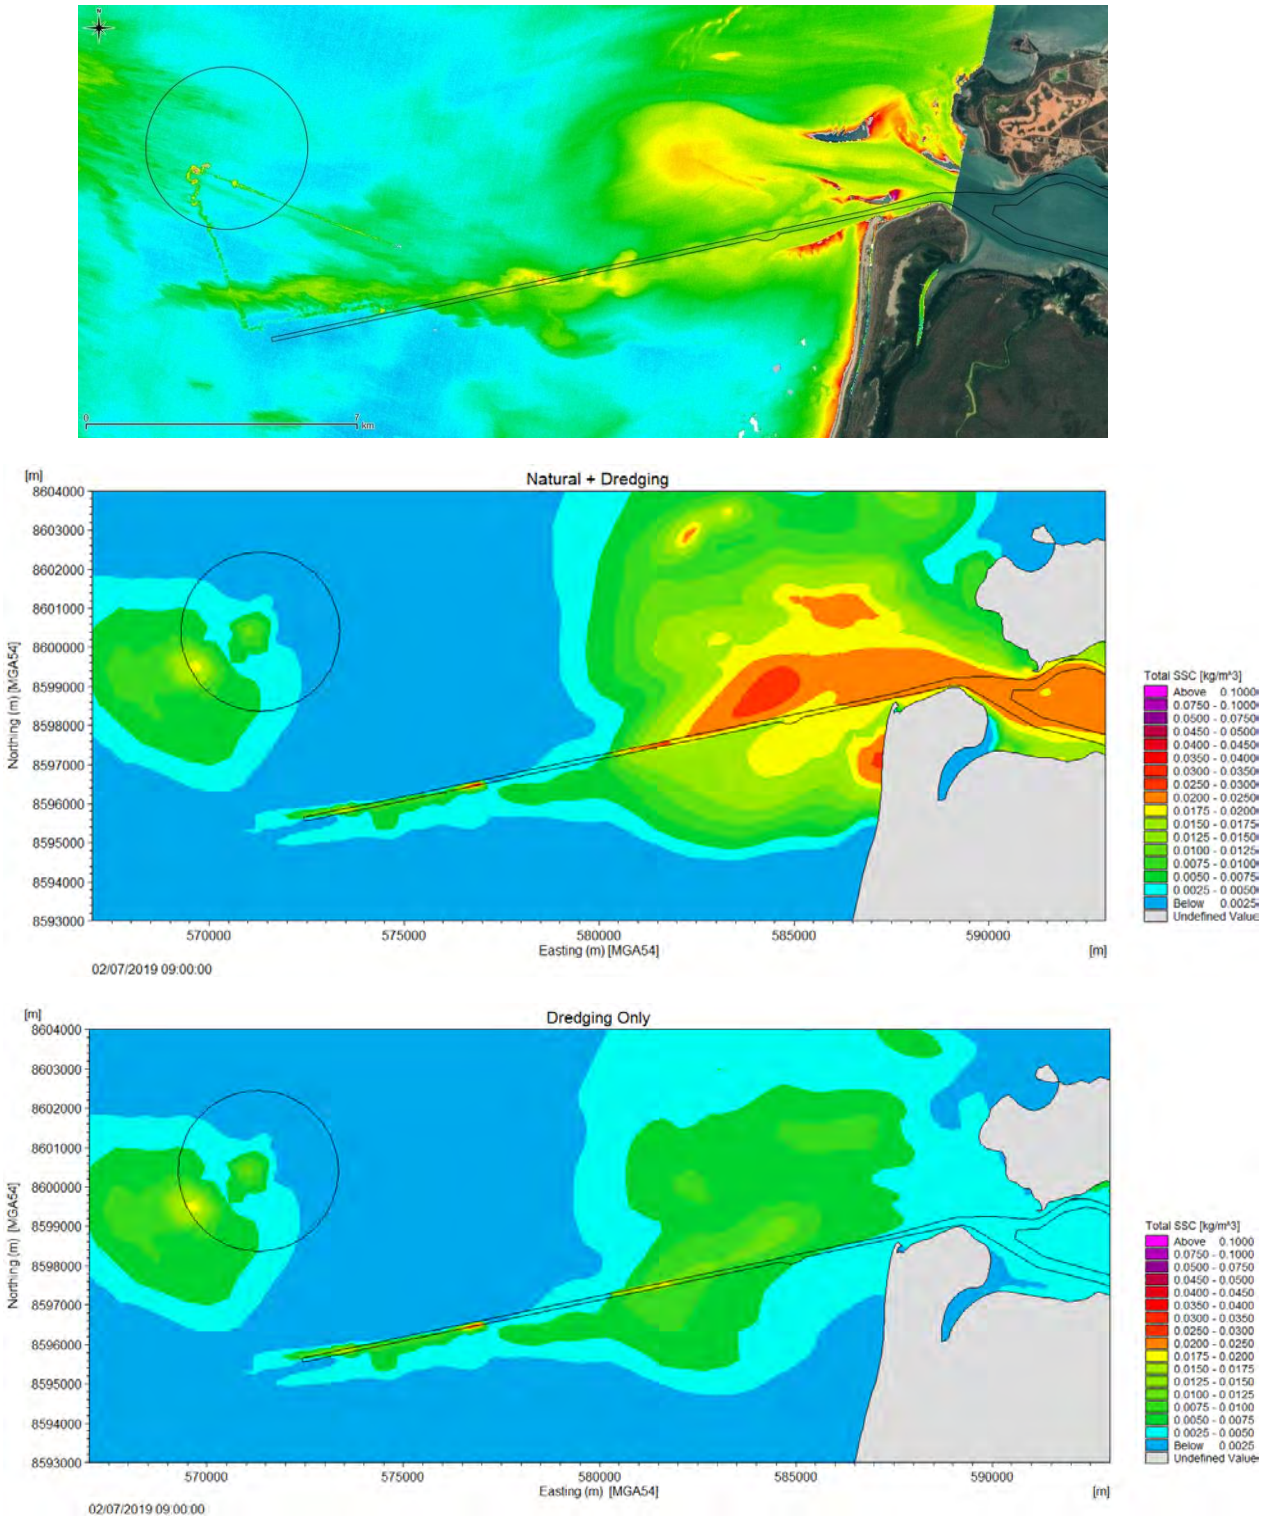 N
0
7
km
[m]
Natural + Dredging
8604000
8603000
8602000
8601000
8600000
8599000
8598000
8597000
8596000
8595000
8594000
8593000
Northing (m) [MGA54]
570000 575000 580000 585000 590000
Easting (m) [MGA54] [m]
02/07/2019 09:00:00
Total SSC [kg/m^3]
Above 0.1000
0.0750 - 0.1000
0.0500 - 0.0750
0.0450 - 0.0500
0.0400 - 0.0450
0.0350 - 0.0400
0.0300 - 0.0350
0.0250 - 0.0300
0.0200 - 0.0250
0.0175 - 0.0200
0.0150 - 0.0175
0.0125 - 0.0150
0.0100 - 0.0125
0.0075 - 0.0100
0.0050 - 0.0075
0.0025 - 0.0050
Below 0.0025
Undefined Value
[m]
Dredging Only
8604000
8603000
8602000
8601000
8600000
8599000
8598000
8597000
8596000
8595000
8594000
8593000
Northing (m) [MGA54]
570000 575000 580000 585000 590000
Easting (m) [MGA54] [m]
02/07/2019 09:00:00
Total SSC [kg/m^3]
Above 0.1000
0.0750 - 0.1000
0.0500 - 0.0750
0.0450 - 0.0500
0.0400 - 0.0450
0.0350 - 0.0400
0.0300 - 0.0350
0.0250 - 0.0300
0.0200 - 0.0250
0.0175 - 0.0200
0.0150 - 0.0175
0.0125 - 0.0150
0.0100 - 0.0125
0.0075 - 0.0100
0.0050 - 0.0075
0.0025 - 0.0050
Below 0.0025
Undefined Value